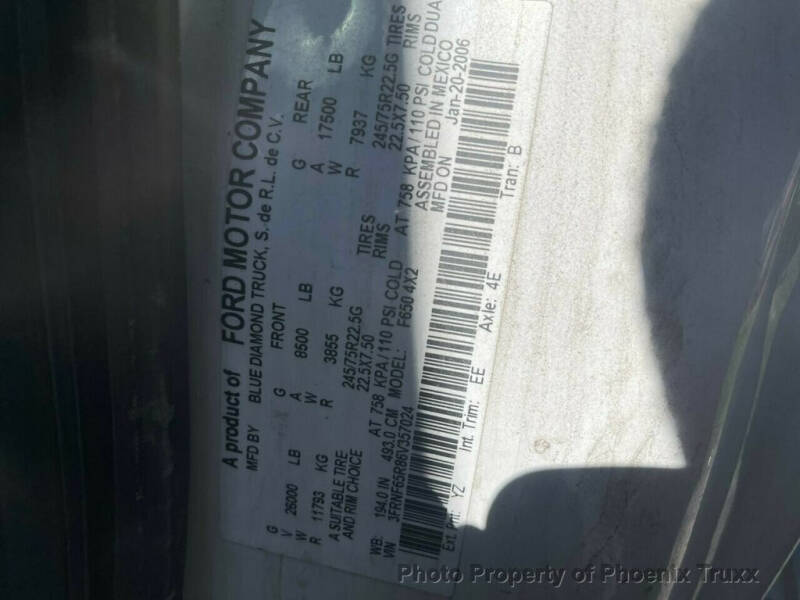 A product of FORD MOTOR COMPANY
MFD BY BLUE DIAMOND TRUCK, S. de R.L. de C.V.
G FRONT G REAR
G A A
V 26000 LB W 8500 LB W 17500 LB
W R R
R 11793 KG 3855 KG 7937 KG
A SUITABLE TIRE 245/75R22.5G TIRES 245/75R22.5G TIRES
AND RIM CHOICE 22.5X7.50 RIMS 22.5X7.50 RIMS
AT 758 KPA/110 PSI COLD AT 758 KPA/110 PSI COLD DUA
WB: 194.0 IN 493.0 CM MODEL: F650 4X2 ASSEMBLED IN MEXICO
VIN 3FRWF65R86V357024 MFD ON Jan-20-2006
Ext. Pnt: YZ Int. Trim: EE Axle: 4E Tran: B
Photo Property of Phoenix Truxx